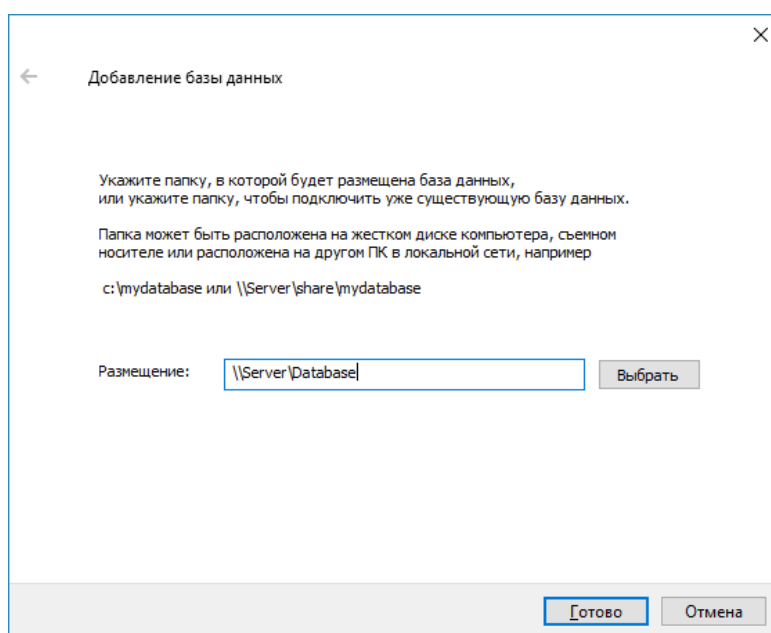 Добавление базы данных
Укажите папку, в которой будет размещена база данных,
или укажите папку, чтобы подключить уже существующую базу данных.
Папка может быть расположена на жестком диске компьютера, съемном
носителе или расположена на другом ПК в локальной сети, например
c:\mydatabase или \\Server\share\mydatabase
Размещение: \\Server\Database Выбрать
Готово Отмена